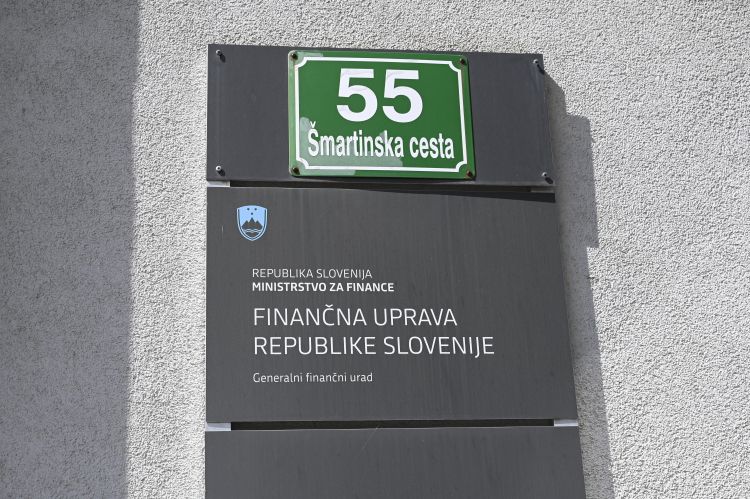 55
Šmartinska cesta
REPUBLIKA SLOVENIJA
MINISTRSTVO ZA FINANCE
FINANČNA UPRAVA
REPUBLIKE SLOVENIJE
Generalni finančni urad